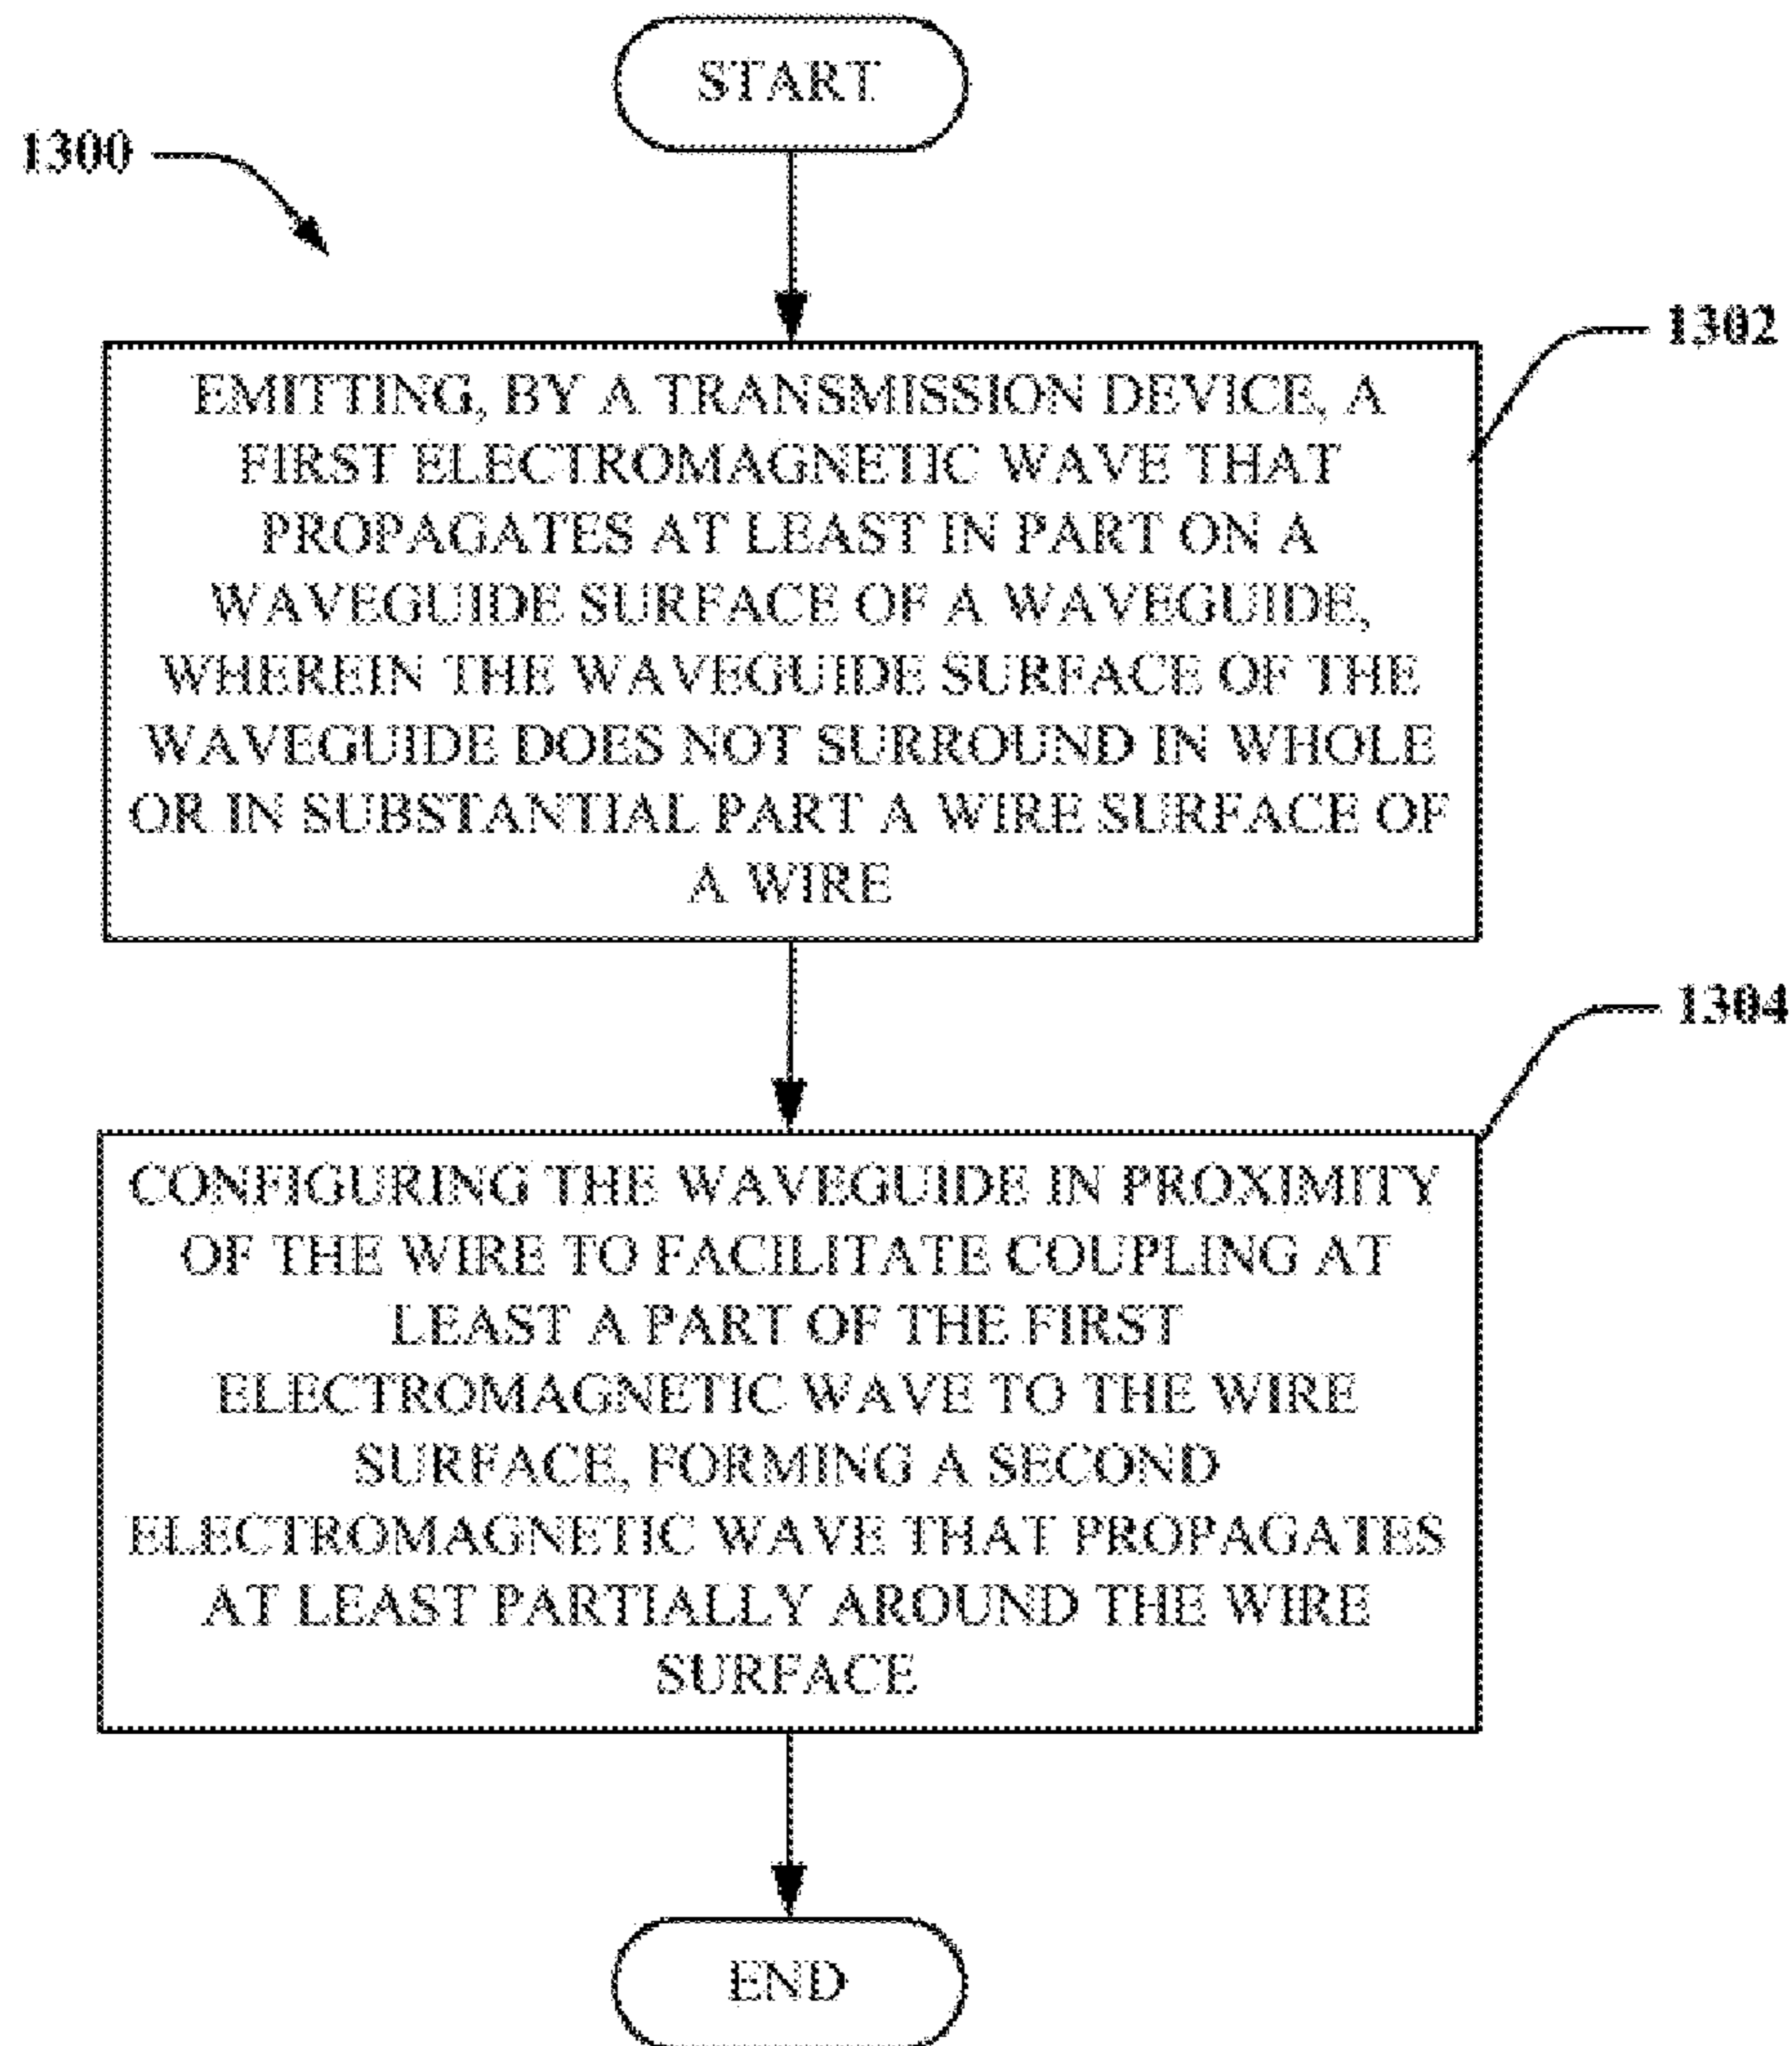 START
1300
1302
EMITTING, BY A TRANSMISSION DEVICE, A
FIRST ELECTROMAGNETIC WAVE THAT
PROPAGATES AT LEAST IN PART ON A
WAVEGUIDE SURFACE OF A WAVEGUIDE,
WHEREIN THE WAVEGUIDE SURFACE OF THE
WAVEGUIDE DOES NOT SURROUND IN WHOLE
OR IN SUBSTANTIAL PART A WIRE SURFACE OF
A WIRE
1304
CONFIGURING THE WAVEGUIDE IN PROXIMITY
OF THE WIRE TO FACILITATE COUPLING AT
LEAST A PART OF THE FIRST
ELECTROMAGNETIC WAVE TO THE WIRE
SURFACE, FORMING A SECOND
ELECTROMAGNETIC WAVE THAT PROPAGATES
AT LEAST PARTIALLY AROUND THE WIRE
SURFACE
END